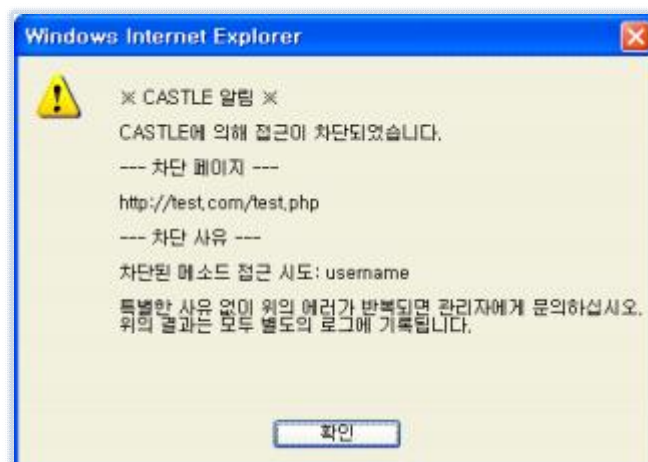 Windows Internet Explorer
※ CASTLE 알림 ※
CASTLE에 의해 접근이 차단되었습니다.
--- 차단 페이지 ---
http://test.com/test.php
--- 차단 사유 ---
차단된 메소드 접근 시도: username
특별한 사유 없이 위의 에러가 반복되면 관리자에게 문의하십시오.
위의 결과는 모두 별도의 로그에 기록됩니다.
확인